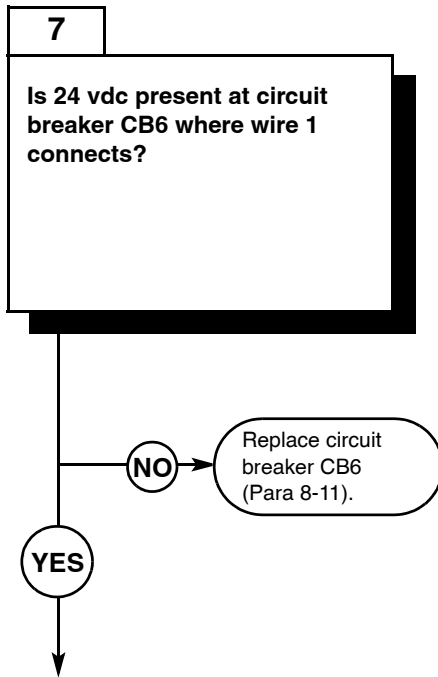 7
Is 24 vdc present at circuit
breaker CB6 where wire 1
connects?
NO
Replace circuit
breaker CB6
(Para 8-11).
YES